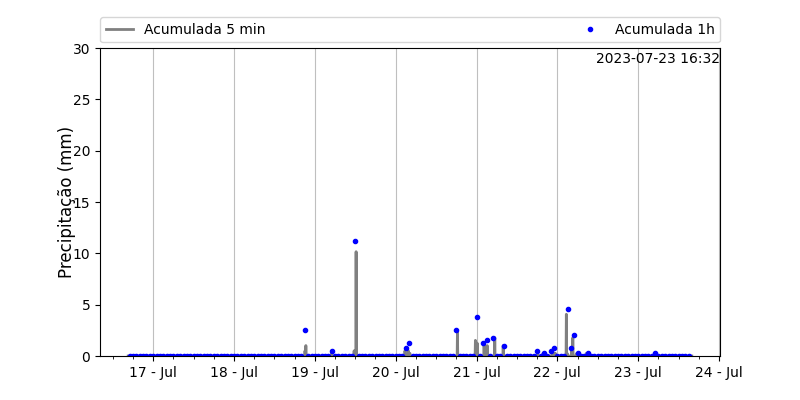 Acumulada 5 min
Acumulada 1h
2023-07-23 16:32
Precipitação (mm)
30
25
20
15
10
5
0
17 - Jul
18 - Jul
19 - Jul
20 - Jul
21 - Jul
22 - Jul
23 - Jul
24 - Jul